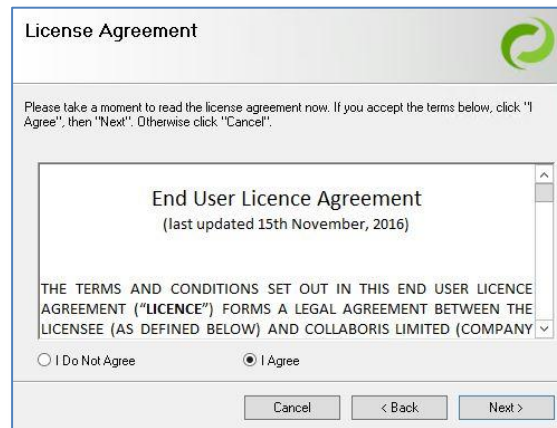 License Agreement
Please take a moment to read the license agreement now. If you accept the terms below, click "I
Agree", then "Next". Otherwise click "Cancel".
End User Licence Agreement
(last updated 15th November, 2016)
THE TERMS AND CONDITIONS SET OUT IN THIS END USER LICENCE
AGREEMENT (“LICENCE”) FORMS A LEGAL AGREEMENT BETWEEN THE
LICENSEE (AS DEFINED BELOW) AND COLLABORIS LIMITED (COMPANY
I Do Not Agree
I Agree
Cancel
< Back
Next >